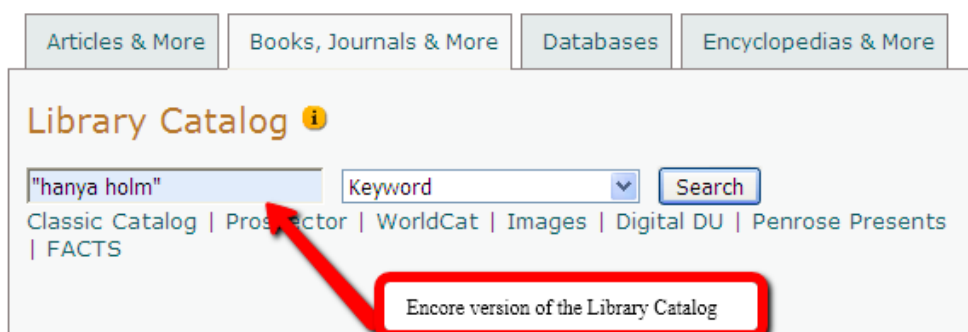 Articles & More Books, Journals & More Databases Encyclopedias & More
Library Catalog i
"hanya holm" Keyword Search
Classic Catalog | Prospector | WorldCat | Images | Digital DU | Penrose Presents
| FACTS
Encore version of the Library Catalog